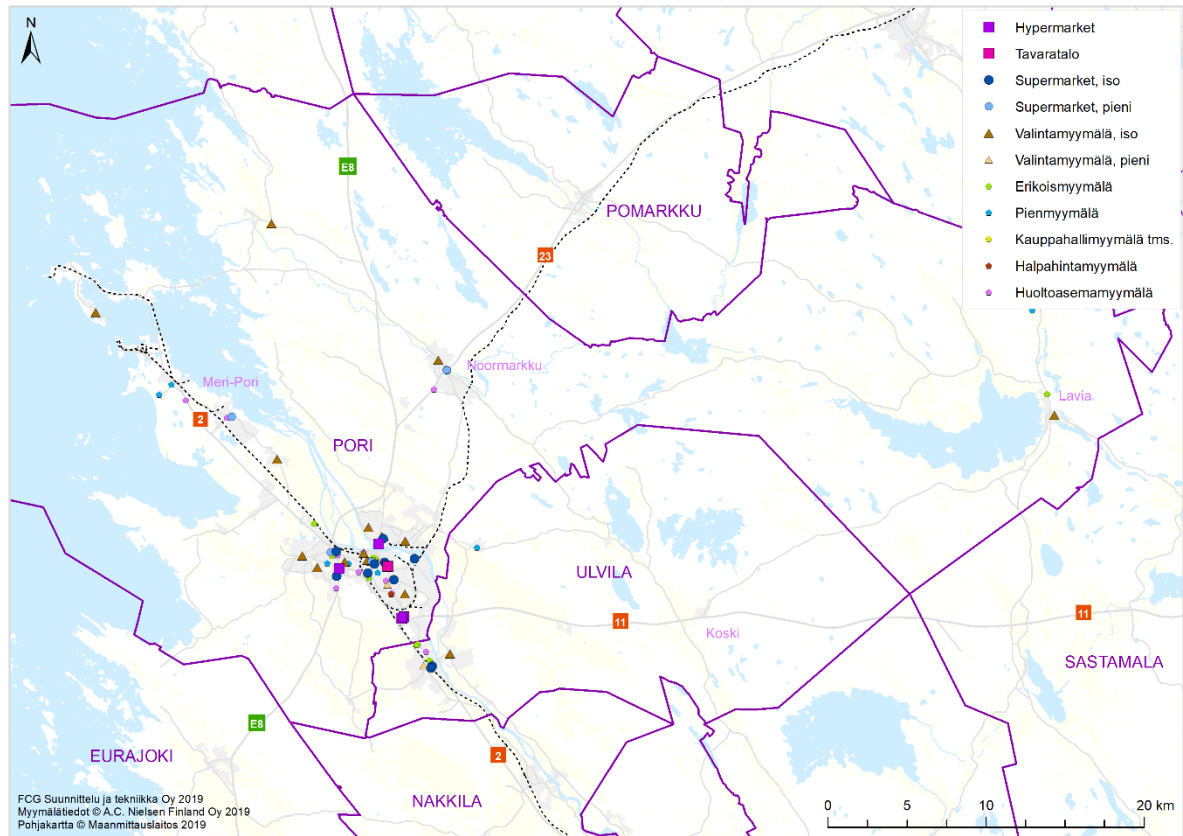 N
Hypermarket
Tavaratalo
Supermarket, iso
Supermarket, pieni
Valintamyymälä, iso
Valintamyymälä, pieni
Erikoismyymälä
Pienmyymälä
Kauppahallimyymälä tms.
Halpahintamyymälä
Huoltoasemamyymälä
E8
POMARKKU
23
Noormarkku
Meri-Pori
2
Lavia
PORI
ULVILA
11
Koski
11
SASTAMALA
E8
2
EURAJOKI
NAKKILA
FCG Suunnittelu ja tekniikka Oy 2019
Myymälätiedot © A.C. Nielsen Finland Oy 2019
Pohjakartta © Maanmittauslaitos 2019
0 5 10 20 km